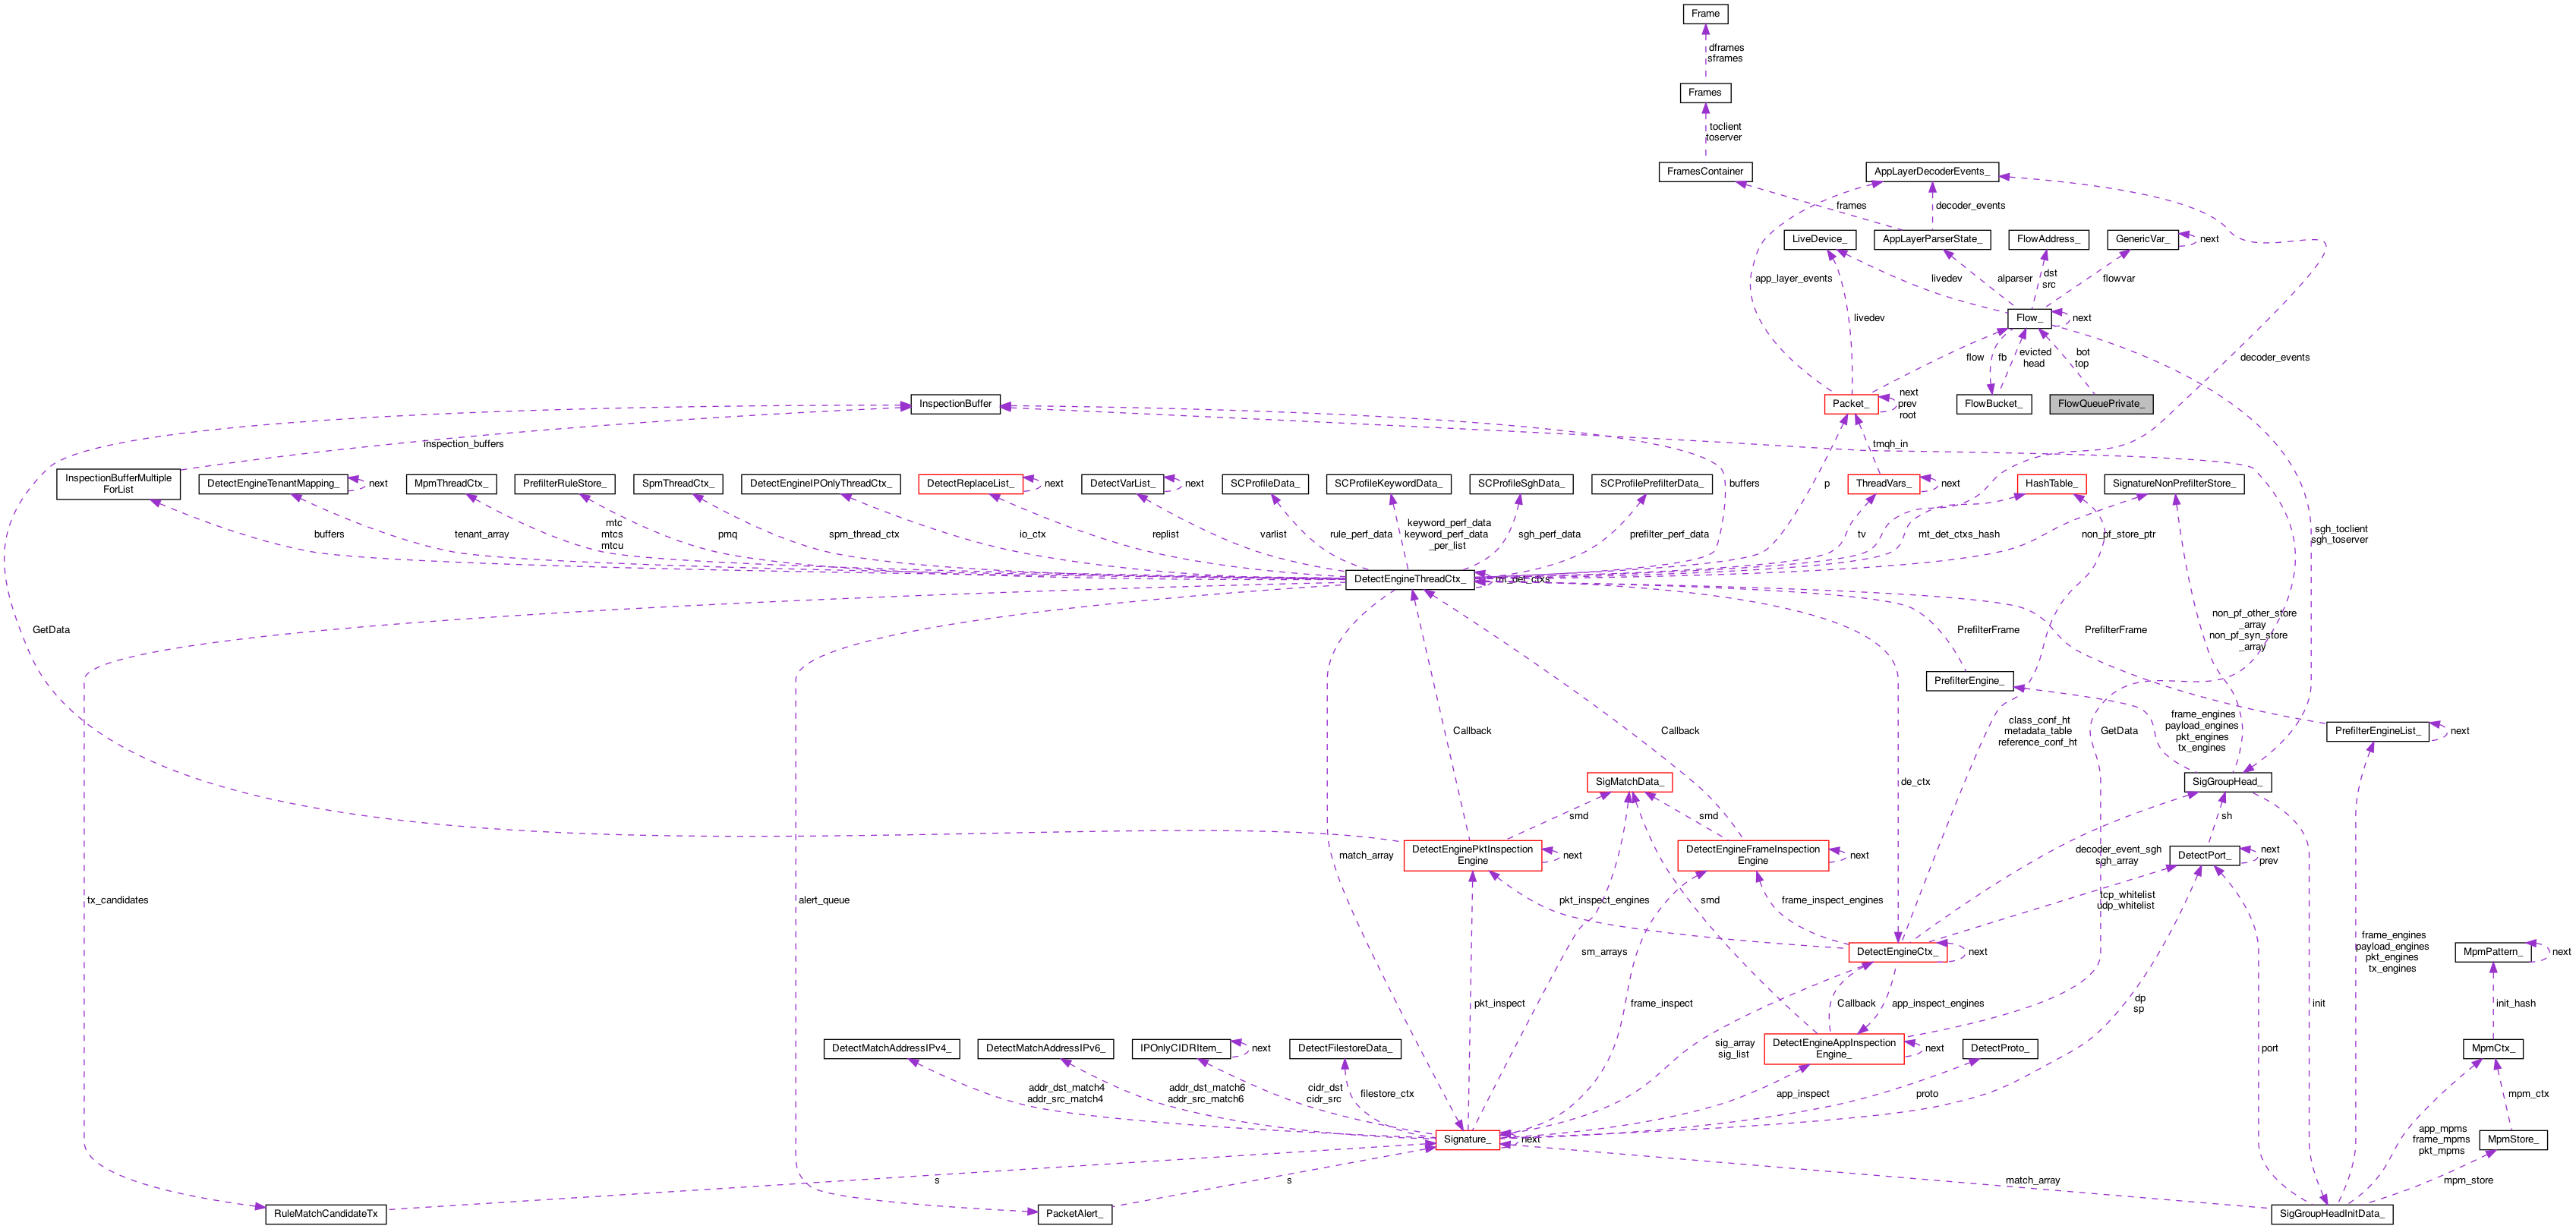 Frame
dframes
sframes
Frames
toclient
toserver
FramesContainer
AppLayerDecoderEvents_
frames
decoder_events
LiveDevice_
AppLayerParserState_
FlowAddress_
GenericVar_
next
app_layer_events
livedev
alparser
dst
src
flowvar
Flow_
next
livedev
flow
fb
evicted
head
bot
top
decoder_events
InspectionBuffer
Packet_
next
prev
root
FlowBucket_
FlowQueuePrivate_
inspection_buffers
tmqh_in
InspectionBufferMultiple
ForList
DetectEngineTenantMapping_
next
MpmThreadCtx_
PrefilterRuleStore_
SpmThreadCtx_
DetectEngineIPOnlyThreadCtx_
DetectReplaceList_
next
DetectVarList_
next
SCProfileData_
SCProfileKeywordData_
SCProfileSghData_
SCProfilePrefilterData_
buffers
p
ThreadVars_
next
HashTable_
SignatureNonPrefilterStore_
buffers
tenant_array
mtc
mtcs
mtcu
pmq
spm_thread_ctx
io_ctx
replist
varlist
rule_perf_data
keyword_perf_data
keyword_perf_data
_per_list
sgh_perf_data
prefilter_perf_data
tv
mt_det_ctxs_hash
non_pf_store_ptr
sgh_toclient
sgh_toserver
DetectEngineThreadCtx_
mt_det_ctxs
GetData
PrefilterFrame
PrefilterFrame
non_pf_other_store
_array
non_pf_syn_store
_array
PrefilterEngine_
Callback
Callback
class_conf_ht
metadata_table
reference_conf_ht
GetData
frame_engines
payload_engines
pkt_engines
tx_engines
PrefilterEngineList_
next
SigMatchData_
de_ctx
SigGroupHead_
smd
smd
sh
match_array
DetectEnginePktInspection
Engine
next
DetectEngineFrameInspection
Engine
next
decoder_event_sgh
sgh_array
DetectPort_
next
prev
tx_candidates
alert_queue
pkt_inspect_engines
smd
frame_inspect_engines
tcp_whitelist
udp_whitelist
sm_arrays
DetectEngineCtx_
next
frame_engines
payload_engines
pkt_engines
tx_engines
MpmPattern_
next
pkt_inspect
frame_inspect
Callback
app_inspect_engines
dp
sp
init
init_hash
DetectMatchAddressIPv4_
DetectMatchAddressIPv6_
IPOnlyCIDRItem_
next
DetectFilestoreData_
sig_array
sig_list
DetectEngineAppInspection
Engine_
next
DetectProto_
port
MpmCtx_
addr_dst_match4
addr_src_match4
addr_dst_match6
addr_src_match6
cidr_dst
cidr_src
filestore_ctx
app_inspect
proto
mpm_ctx
Signature_
next
app_mpms
frame_mpms
pkt_mpms
MpmStore_
s
s
match_array
mpm_store
RuleMatchCandidateTx
PacketAlert_
SigGroupHeadInitData_